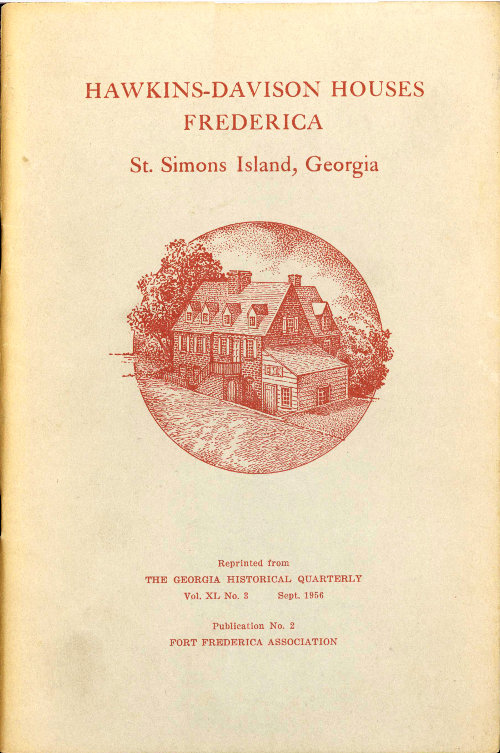 HAWKINS-DAVISON HOUSES
FREDERICA
St. Simons Island, Georgia
Reprinted from
THE GEORGIA HISTORICAL QUARTERLY
Vol. XL No. 3 Sept. 1956
Publication No. 2
FORT FREDERICA ASSOCIATION